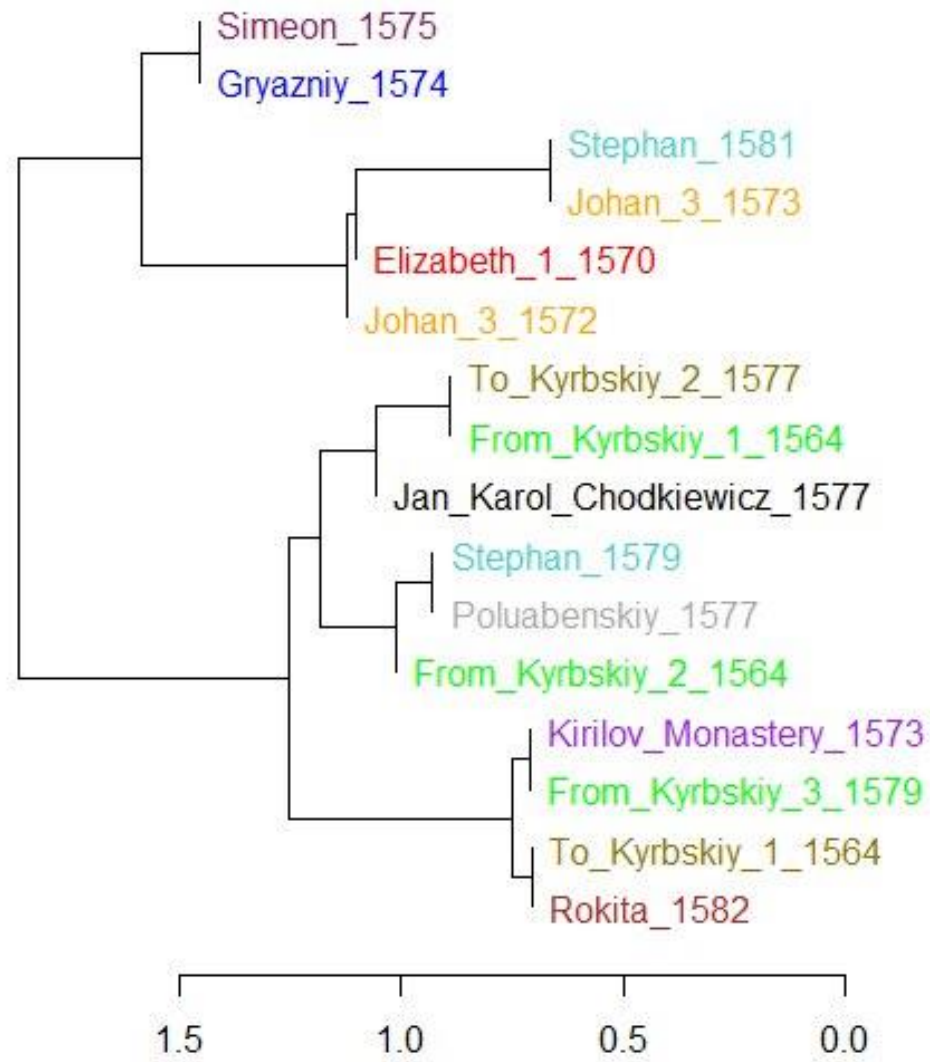 Simeon_1575
Gryazniy_1574
Stephan_1581
Johan_3_1573
Elizabeth_1_1570
Johan_3_1572
To_Kyrbskiy_2_1577
From_Kyrbskiy_1_1564
Jan_Karol_Chodkiewicz_1577
Stephan_1579
Poluabenskiy_1577
From_Kyrbskiy_2_1564
Kirilov_Monastery_1573
From_Kyrbskiy_3_1579
To_Kyrbskiy_1_1564
Rokita_1582
1.5 1.0 0.5 0.0